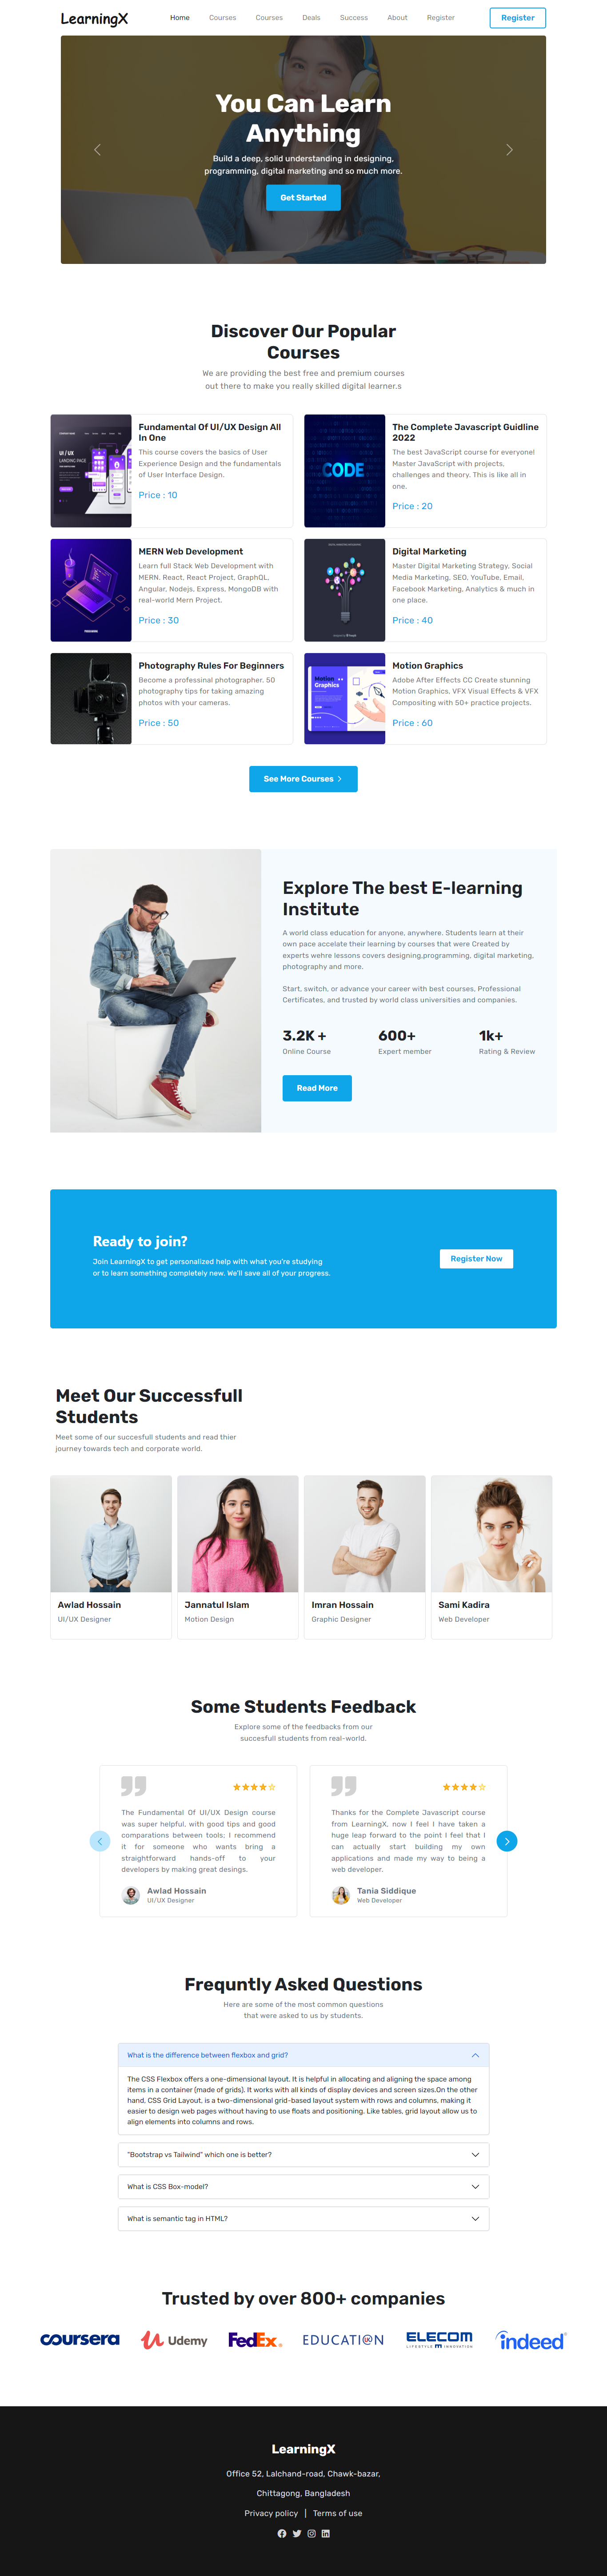 LearningX
Home
Courses
Courses
Deals
Success
About
Register
Register
You Can Learn
Anything
Build a deep, solid understanding in designing,
programming, digital marketing and so much more.
Get Started
Discover Our Popular
Courses
We are providing the best free and premium courses
out there to make you really skilled digital learner.s
UI / UX
LANDING PAGE
Fundamental Of UI/UX Design All
In One
This course covers the basics of User
Experience Design and the fundamentals
of User Interface Design.
Price : 10
CODE
The Complete Javascript Guidline
2022
The best JavaScript course for everyone!
Master JavaScript with projects,
challenges and theory. This is like all in
one.
Price : 20
MERN Web Development
Learn full Stack Web Development with
MERN. React, React Project, GraphQL,
Angular, Nodejs, Express, MongoDB with
real-world Mern Project.
Price : 30
Digital Marketing
Master Digital Marketing Strategy, Social
Media Marketing, SEO, YouTube, Email,
Facebook Marketing, Analytics & much in
one place.
Price : 40
Photography Rules For Beginners
Become a professinal photographer. 50
photography tips for taking amazing
photos with your cameras.
Price : 50
Motion
Graphics
Motion Graphics
Adobe After Effects CC Create stunning
Motion Graphics, VFX Visual Effects & VFX
Compositing with 50+ practice projects.
Price : 60
See More Courses
Explore The best E-learning
Institute
A world class education for anyone, anywhere. Students learn at their
own pace accelate their learning by courses that were Created by
experts wehre lessons covers designing,programming, digital marketing,
photography and more.
Start, switch, or advance your career with best courses, Professional
Certificates, and trusted by world class universities and companies.
3.2K +
Online Course
600+
Expert member
1k+
Rating & Review
Read More
Ready to join?
Join LearningX to get personalized help with what you're studying
or to learn something completely new. We'll save all of your progress.
Register Now
Meet Our Successfull
Students
Meet some of our succesfull students and read thier
journey towards tech and corporate world.
Awlad Hossain
UI/UX Designer
Jannatul Islam
Motion Design
Imran Hossain
Graphic Designer
Sami Kadira
Web Developer
Some Students Feedback
Explore some of the feedbacks from our
succesfull students from real-world.
The Fundamental Of UI/UX Design course
was super helpful, with good tips and good
comparations between tools; I recommend
it for someone who wants bring a
straightforward hands-off to your
developers by making great desings.
Awlad Hossain
UI/UX Designer
Thanks for the Complete Javascript course
from LearningX, now I feel I have taken a
huge leap forward to the point I feel that I
can actually start building my own
applications and made my way to being a
web developer.
Tania Siddique
Web Developer
Frequntly Asked Questions
Here are some of the most common questions
that were asked to us by students.
What is the difference between flexbox and grid?
The CSS Flexbox offers a one-dimensional layout. It is helpful in allocating and aligning the space among
items in a container (made of grids). It works with all kinds of display devices and screen sizes.On the other
hand, CSS Grid Layout, is a two-dimensional grid-based layout system with rows and columns, making it
easier to design web pages without having to use floats and positioning. Like tables, grid layout allow us to
align elements into columns and rows.
"Bootstrap vs Tailwind" which one is better?
What is CSS Box-model?
What is semantic tag in HTML?
Trusted by over 800+ companies
coursera
Udemy
FedEx
EDUCATION
ELECOM
LIFESTYLE INNOVATION
indeed
LearningX
Office 52, Lalchand-road, Chawk-bazar,
Chittagong, Bangladesh
Privacy policy | Terms of use